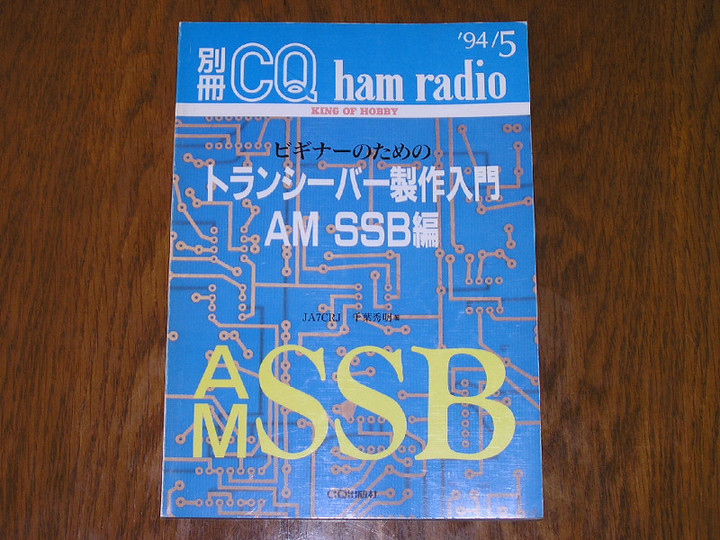 別冊 CQ ham radio '94/5
KING OF HOBBY
ビギナーのための
トランシーバー製作入門
AM SSB編
JA7CRJ 千葉秀明著
AM SSB
CQ出版社